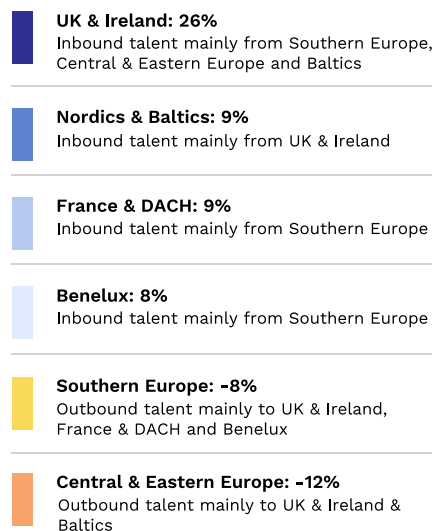 UK & Ireland: 26%
Inbound talent mainly from Southern Europe,
Central & Eastern Europe and Baltics
Nordics & Baltics: 9%
Inbound talent mainly from UK & Ireland
France & DACH: 9%
Inbound talent mainly from Southern Europe
Benelux: 8%
Inbound talent mainly from Southern Europe
Southern Europe: -8%
Outbound talent mainly to UK & Ireland,
France & DACH and Benelux
Central & Eastern Europe: -12%
Outbound talent mainly to UK & Ireland &
Baltics